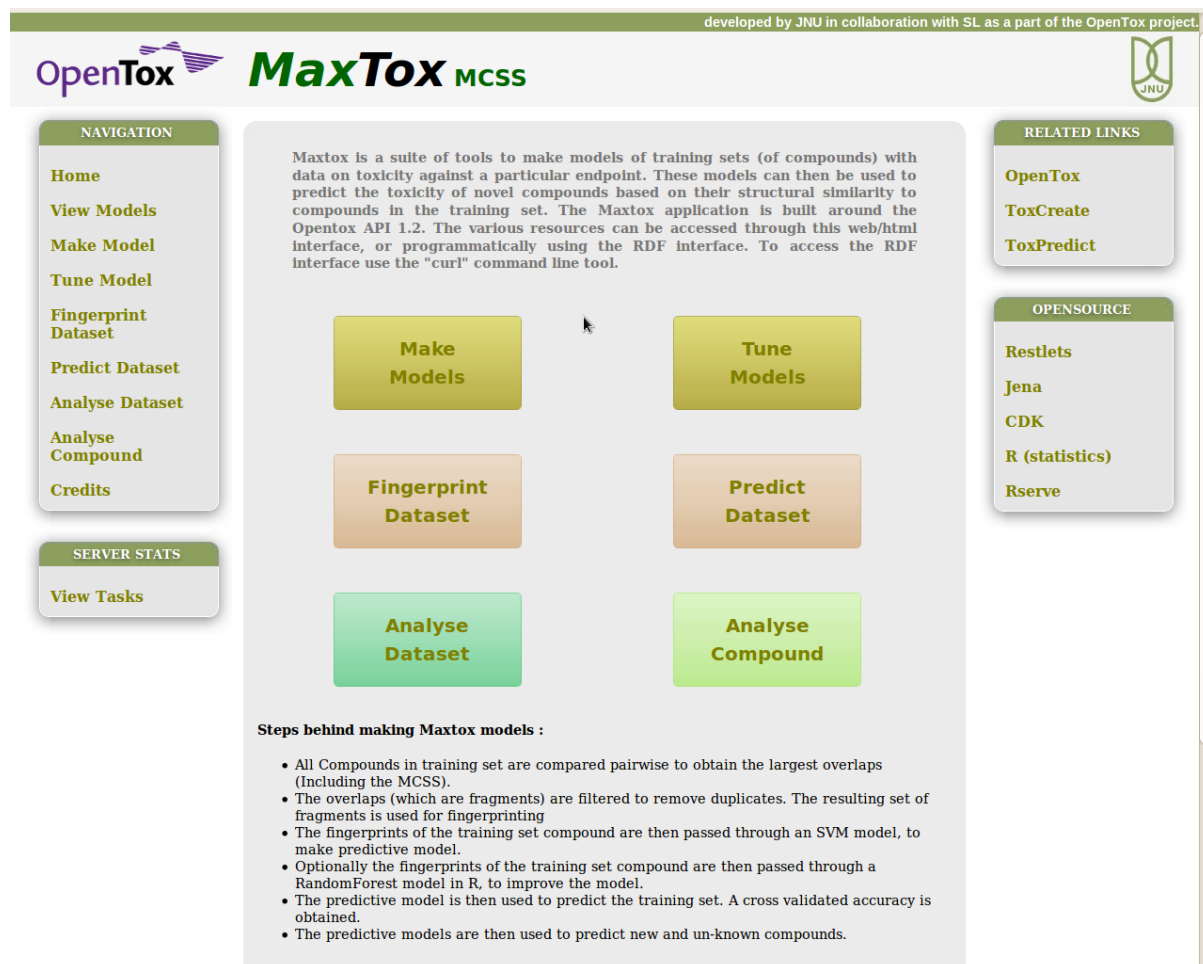 developed by JNU in collaboration with SL as a part of the OpenTox project.
OpenTox
MaxTox MCSS
JNU
NAVIGATION
Home
View Models
Make Model
Tune Model
Fingerprint
Dataset
Predict Dataset
Analyse Dataset
Analyse
Compound
Credits
SERVER STATS
View Tasks
Maxtox is a suite of tools to make models of training sets (of compounds) with
data on toxicity against a particular endpoint. These models can then be used to
predict the toxicity of novel compounds based on their structural similarity to
compounds in the training set. The Maxtox application is built around the
Opentox API 1.2. The various resources can be accessed through this web/html
interface, or programmatically using the RDF interface. To access the RDF
interface use the "curl" command line tool.
Make
Models
Tune
Models
Fingerprint
Dataset
Predict
Dataset
Analyse
Dataset
Analyse
Compound
Steps behind making Maxtox models :
• All Compounds in training set are compared pairwise to obtain the largest overlaps
(Including the MCSS).
• The overlaps (which are fragments) are filtered to remove duplicates. The resulting set of
fragments is used for fingerprinting
• The fingerprints of the training set compound are then passed through an SVM model, to
make predictive model.
• Optionally the fingerprints of the training set compound are then passed through a
RandomForest model in R, to improve the model.
• The predictive model is then used to predict the training set. A cross validated accuracy is
obtained.
• The predictive models are then used to predict new and un-known compounds.
RELATED LINKS
OpenTox
ToxCreate
ToxPredict
OPENSOURCE
Restlets
Jena
CDK
R (statistics)
Rserve